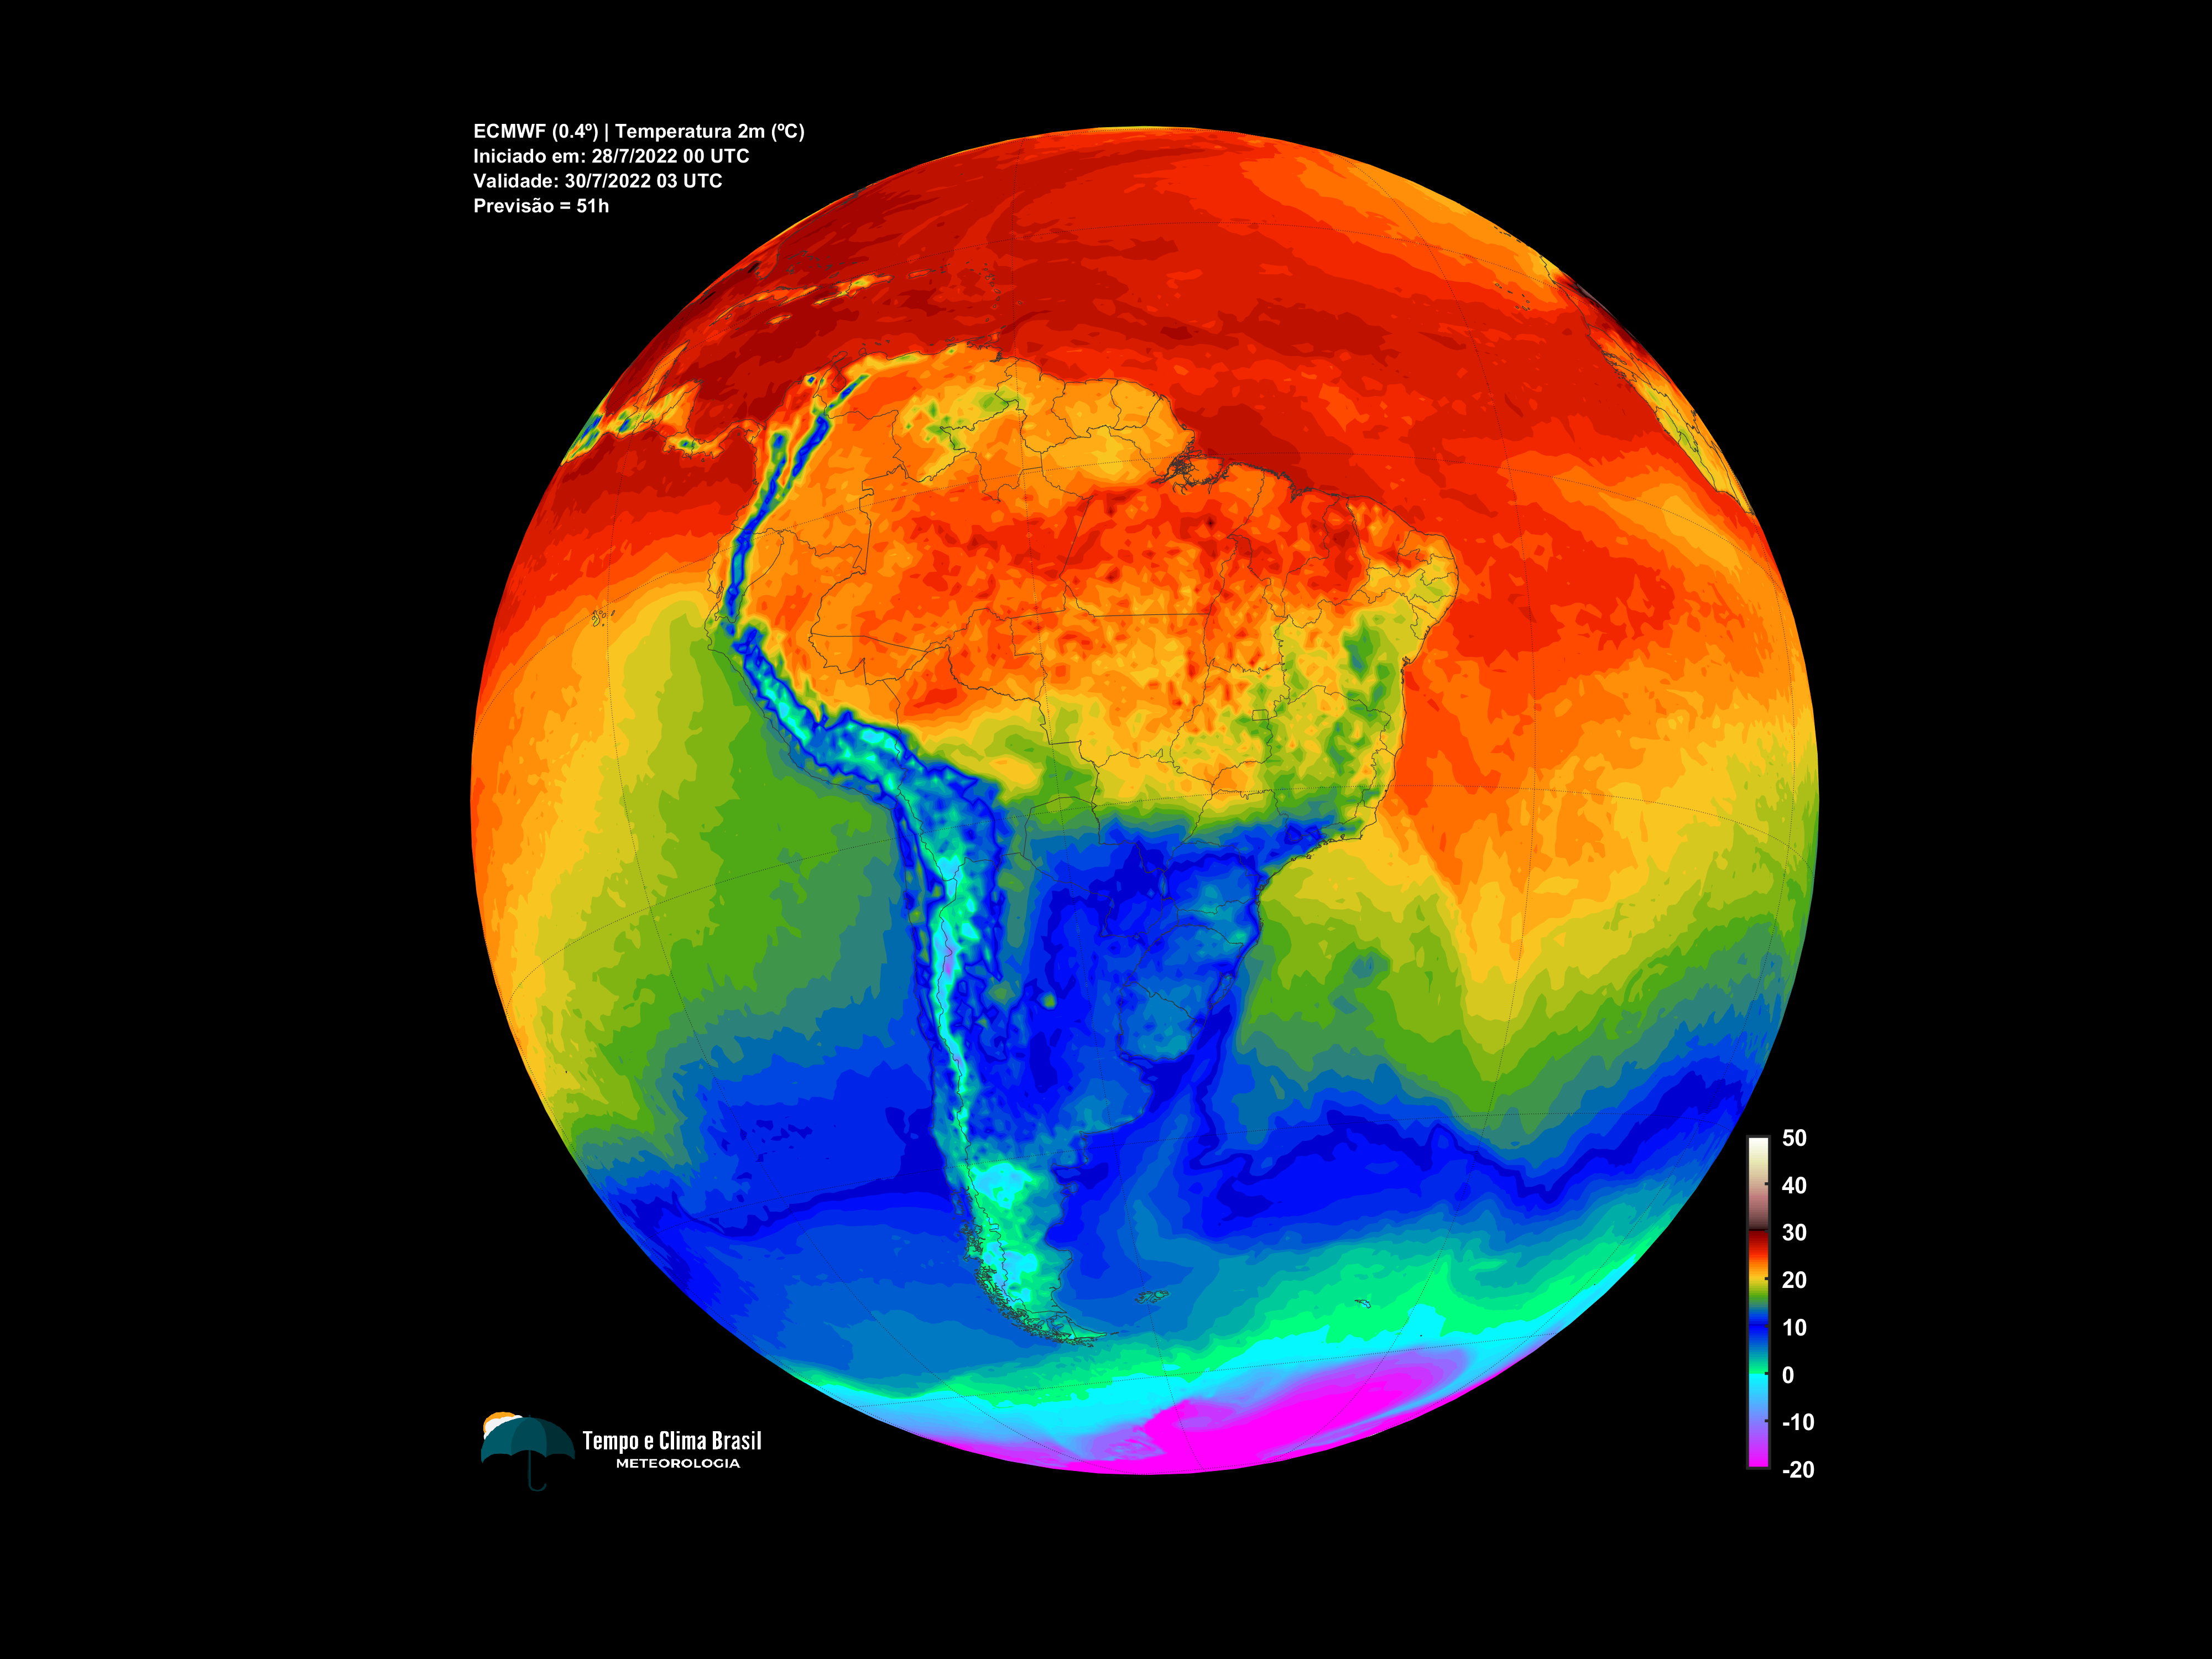 ECMWF (0.4º) | Temperatura 2m (ºC)
Iniciado em: 28/7/2022 00 UTC
Validade: 30/7/2022 03 UTC
Previsão = 51h
50
40
30
20
10
0
-10
-20
Tempo e Clima Brasil
METEOROLOGIA